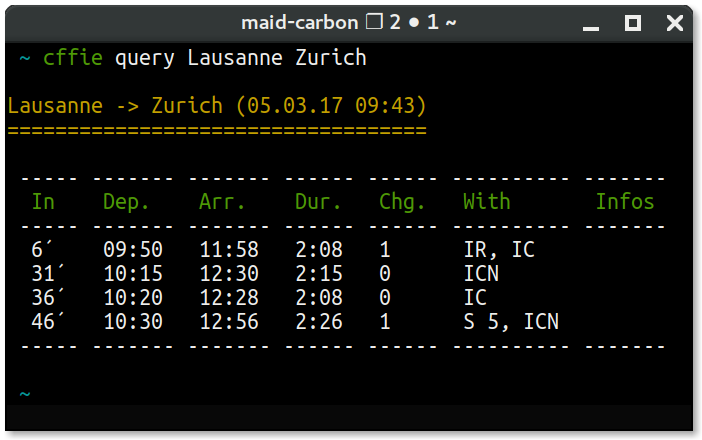 maid-carbon ❐ 2 ● 1 ~
~ cffie query Lausanne Zurich
Lausanne -> Zurich (05.03.17 09:43)
===================================
----- ------- ------- ------ ------ ---------- -------
In Dep. Arr. Dur. Chg. With Infos
----- ------- ------- ------ ------ ---------- -------
6´ 09:50 11:58 2:08 1 IR, IC
31´ 10:15 12:30 2:15 0 ICN
36´ 10:20 12:28 2:08 0 IC
46´ 10:30 12:56 2:26 1 S 5, ICN
----- ------- ------- ------ ------ ---------- -------
~